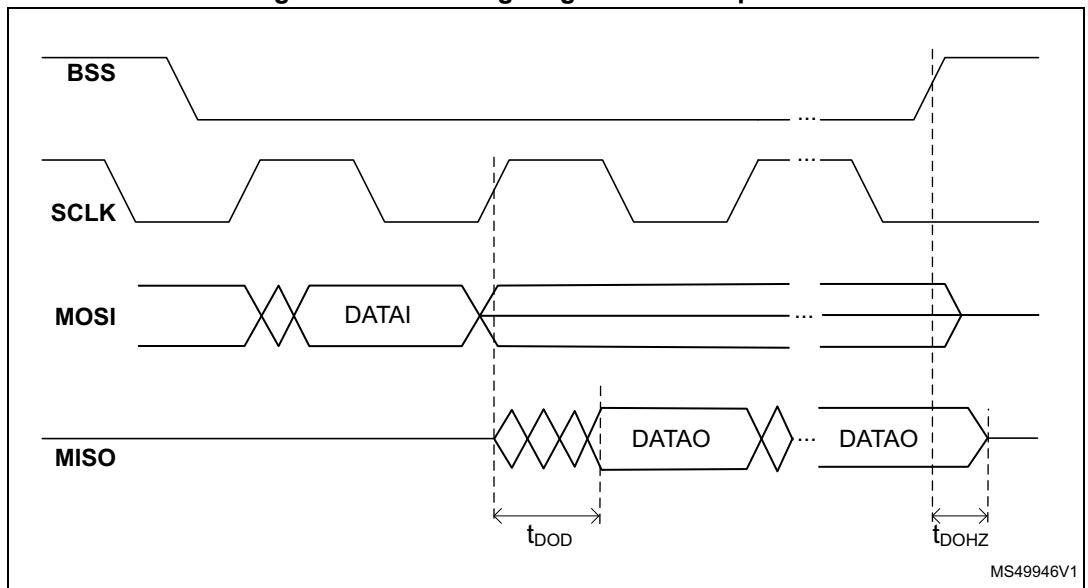 BSS
...
SCLK
...
MOSI
DATAI
...
MISO
DATAO ... DATAO
tDOD
tDOHZ
MS49946V1